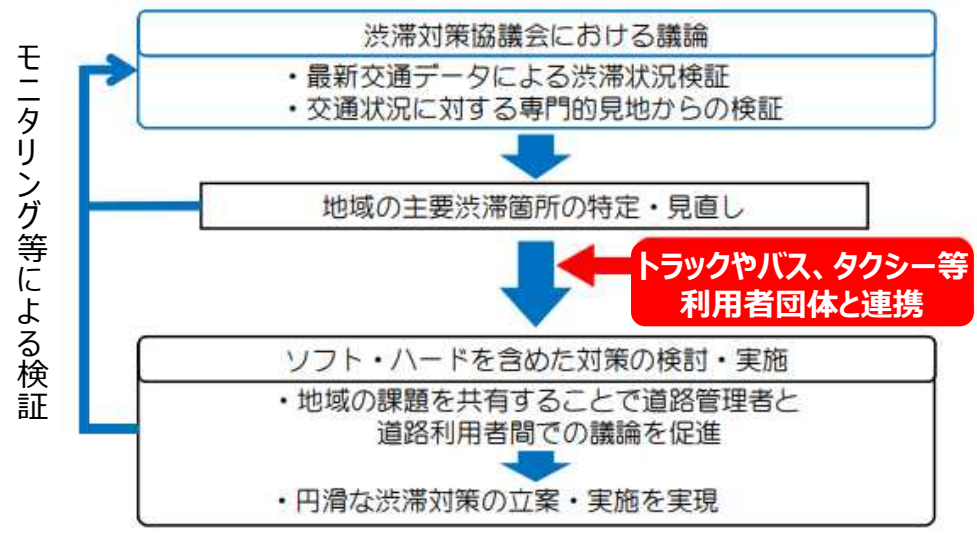 渋滞対策協議会における議論
・最新交通データによる渋滞状況検証
・交通状況に対する専門的見地からの検証
地域の主要渋滞箇所の特定・見直し
トラックやバス、タクシー等
利用者団体と連携
ソフト・ハードを含めた対策の検討・実施
・地域の課題を共有することで道路管理者と
道路利用者間での議論を促進
・円滑な渋滞対策の立案・実施を実現
モニタリング等による検証